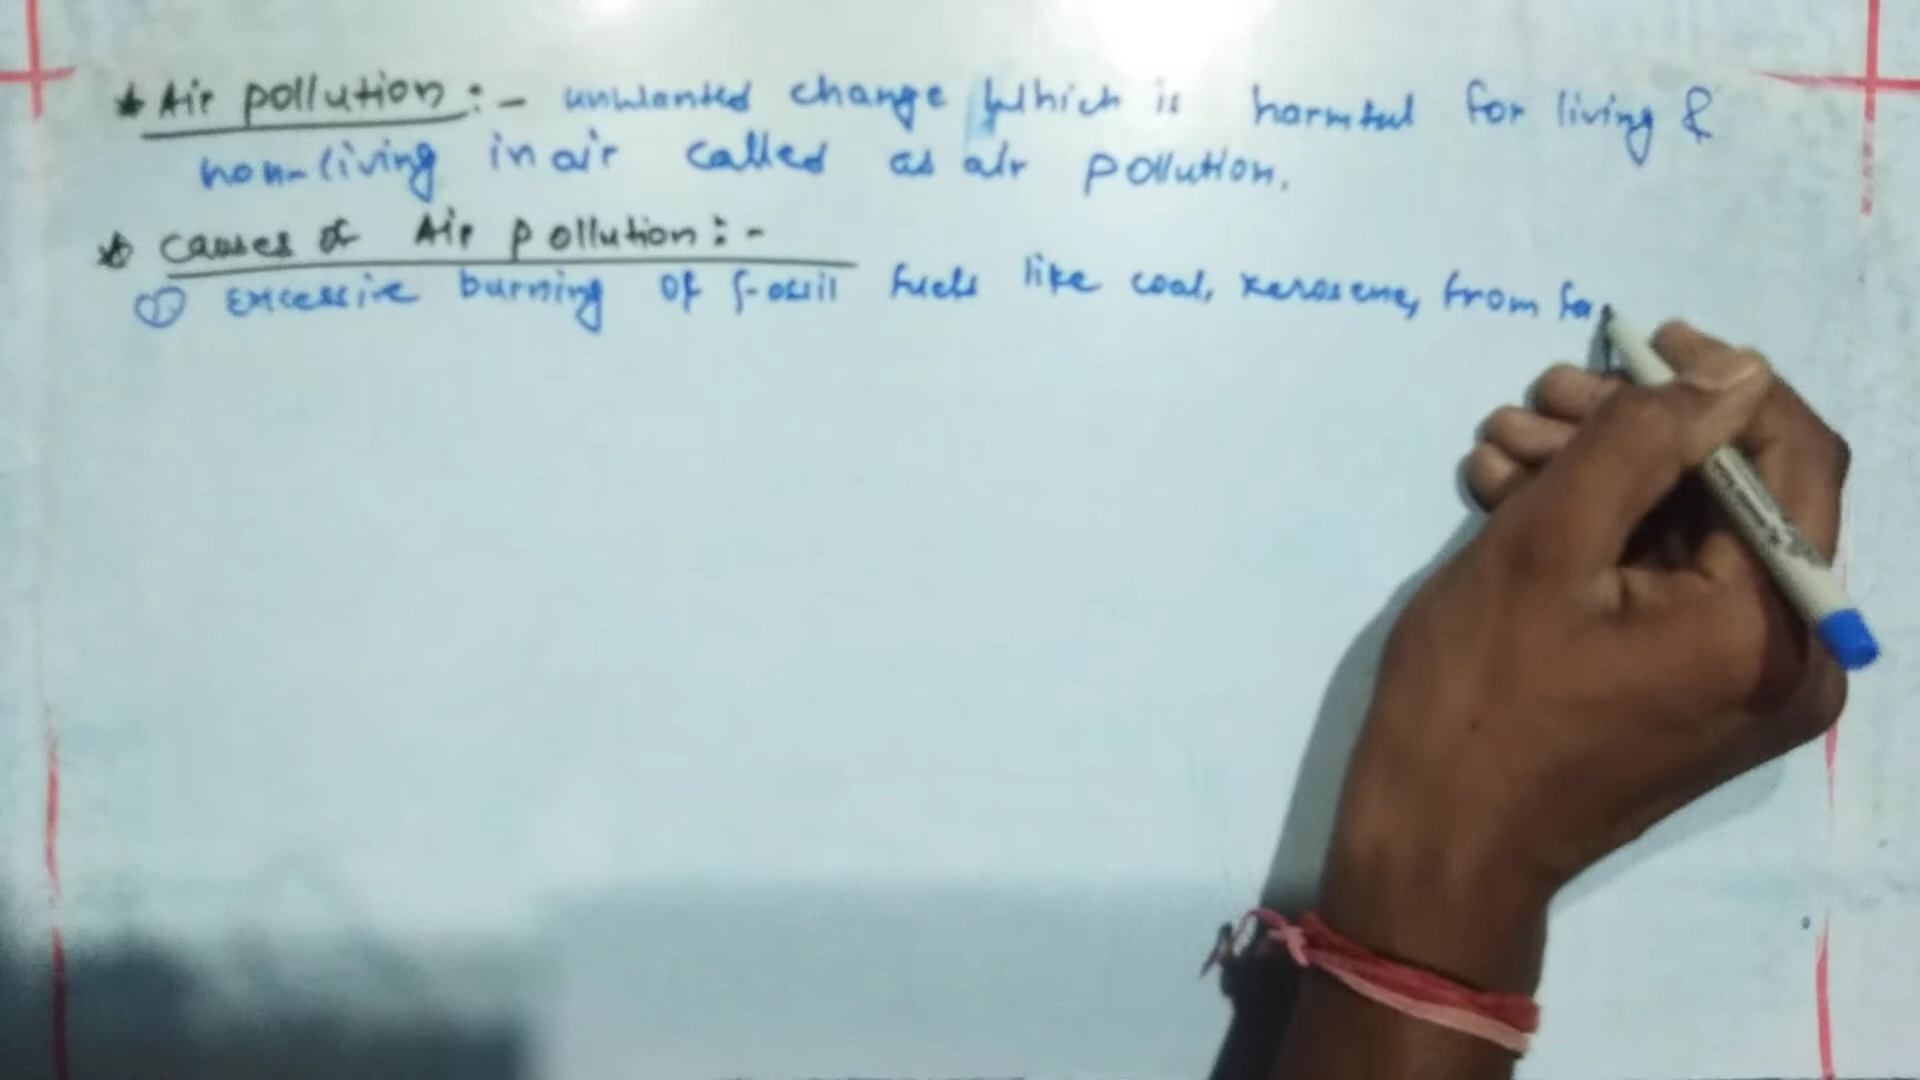 * Air pollution :- unwanted change which is harmful for living &
non-living in air called as air pollution.
* Causes of Air pollution :-
① Excessive burning of fossil fuels like coal, kerosene, from fa